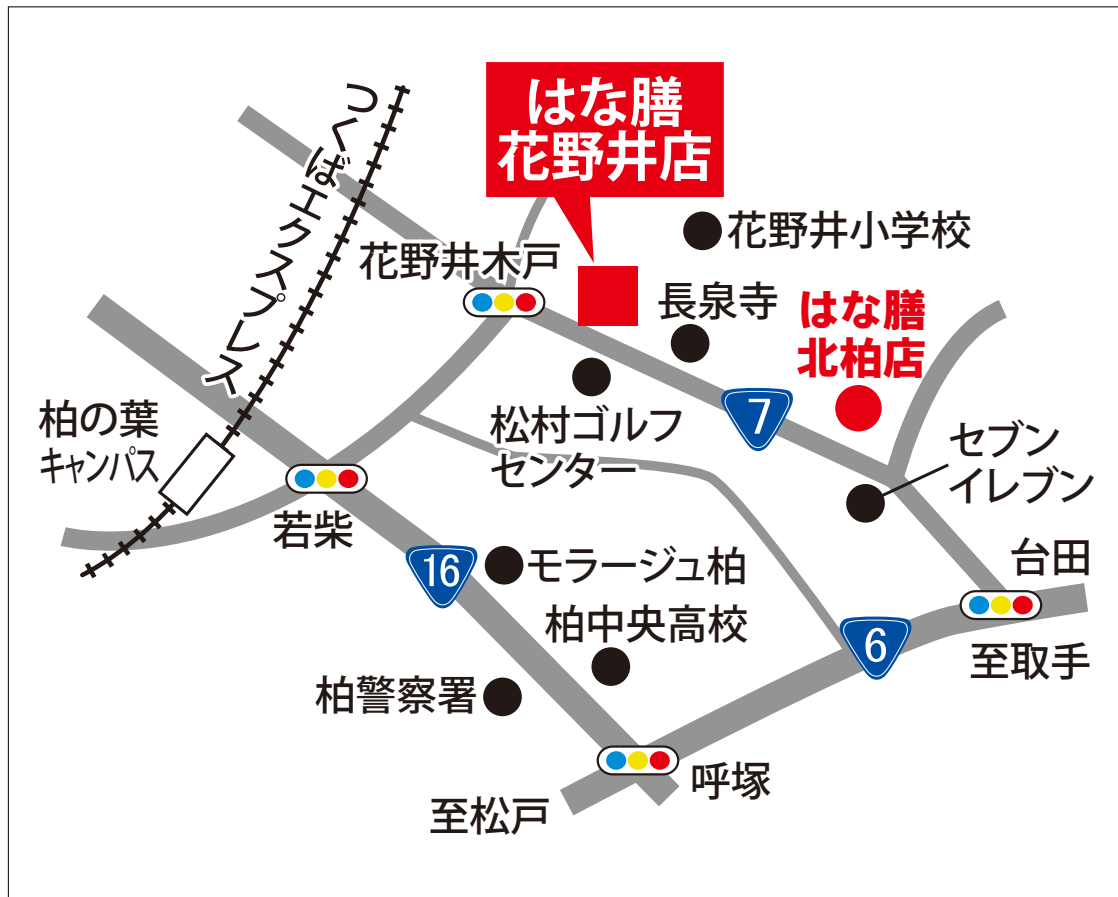 はな膳
花野井店
つくばエクスプレス
花野井小学校
花野井木戸
長泉寺
はな膳
北柏店
7
松村ゴルフ
センター
柏の葉
キャンパス
セブン
イレブン
若柴
16
モラージュ柏
台田
柏中央高校
6
至取手
柏警察署
呼塚
至松戸